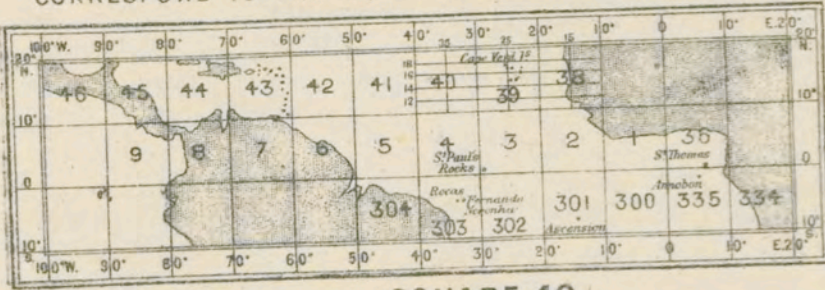 CORRESPOND
100°W. 90° 80° 70° 60° 50° 40° 30° 20° 10° 0° 10° E.20°
35 25 15
20° N. 20° N.
Cape Verd Iˢ
18
16
14
12
46 45 44 43 42 41 40 39 38
10° 10°
9 8 7 6 5 4 3 2 1 36
Sᵗ Paul's Rocks
Sᵗ Thomas
0 0
Rocas
Fernando Noronha
Annobon
304 303 302 301 300 335 334
Ascension
10° S. 10° S.
100°W. 90° 80° 70° 60° 50° 40° 30° 20° 10° 0 10° E.20°